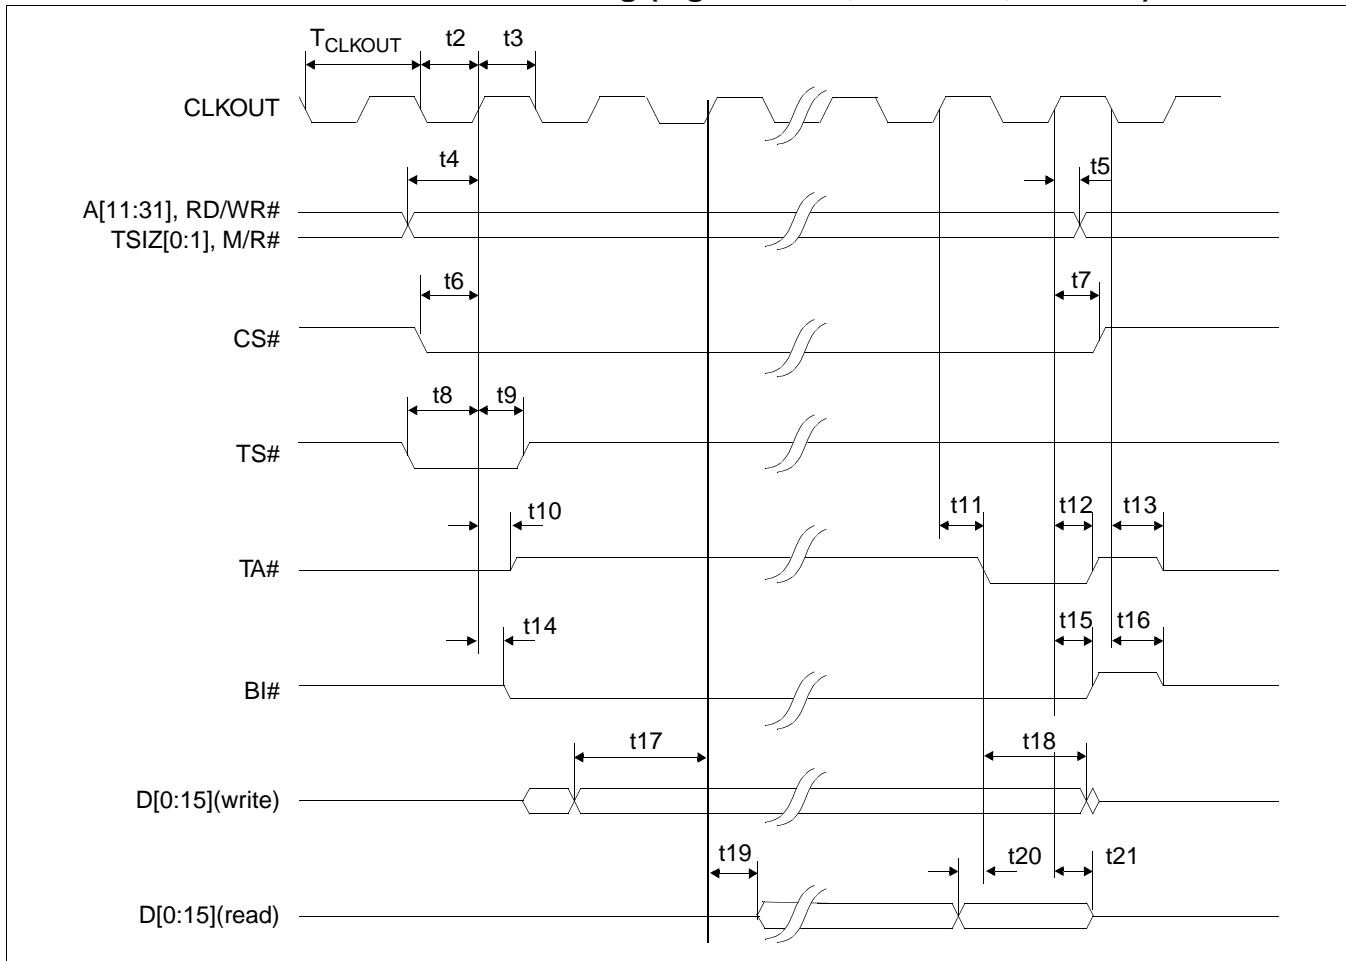 T_CLKOUT t2 t3
CLKOUT
t4 t5
A[11:31], RD/WR#
TSIZ[0:1], M/R#
t6 t7
CS#
t8 t9
TS#
t10 t11 t12 t13
TA#
t14 t15 t16
BI#
t17 t18
D[0:15](write)
t19 t20 t21
D[0:15](read)